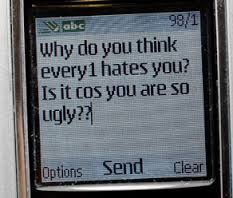 abc 98/1
Why do you think
every1 hates you?
Is it cos you are so
ugly??
Options Send Clear